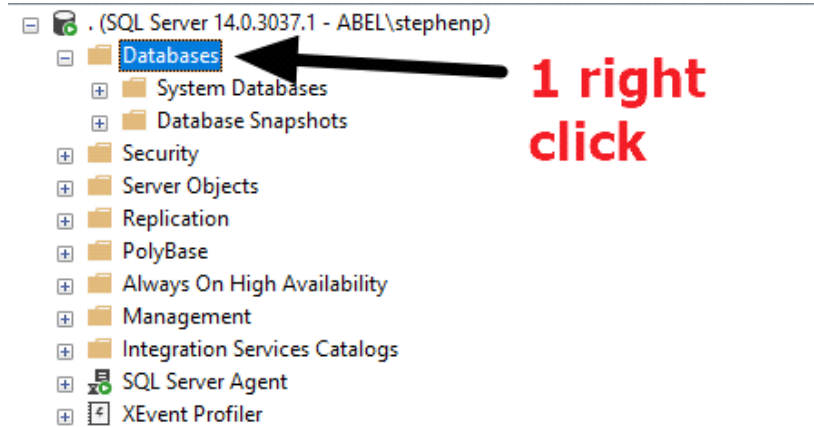 . (SQL Server 14.0.3037.1 - ABEL\stephenp)
Databases
1 right
click
System Databases
Database Snapshots
Security
Server Objects
Replication
PolyBase
Always On High Availability
Management
Integration Services Catalogs
SQL Server Agent
XEvent Profiler